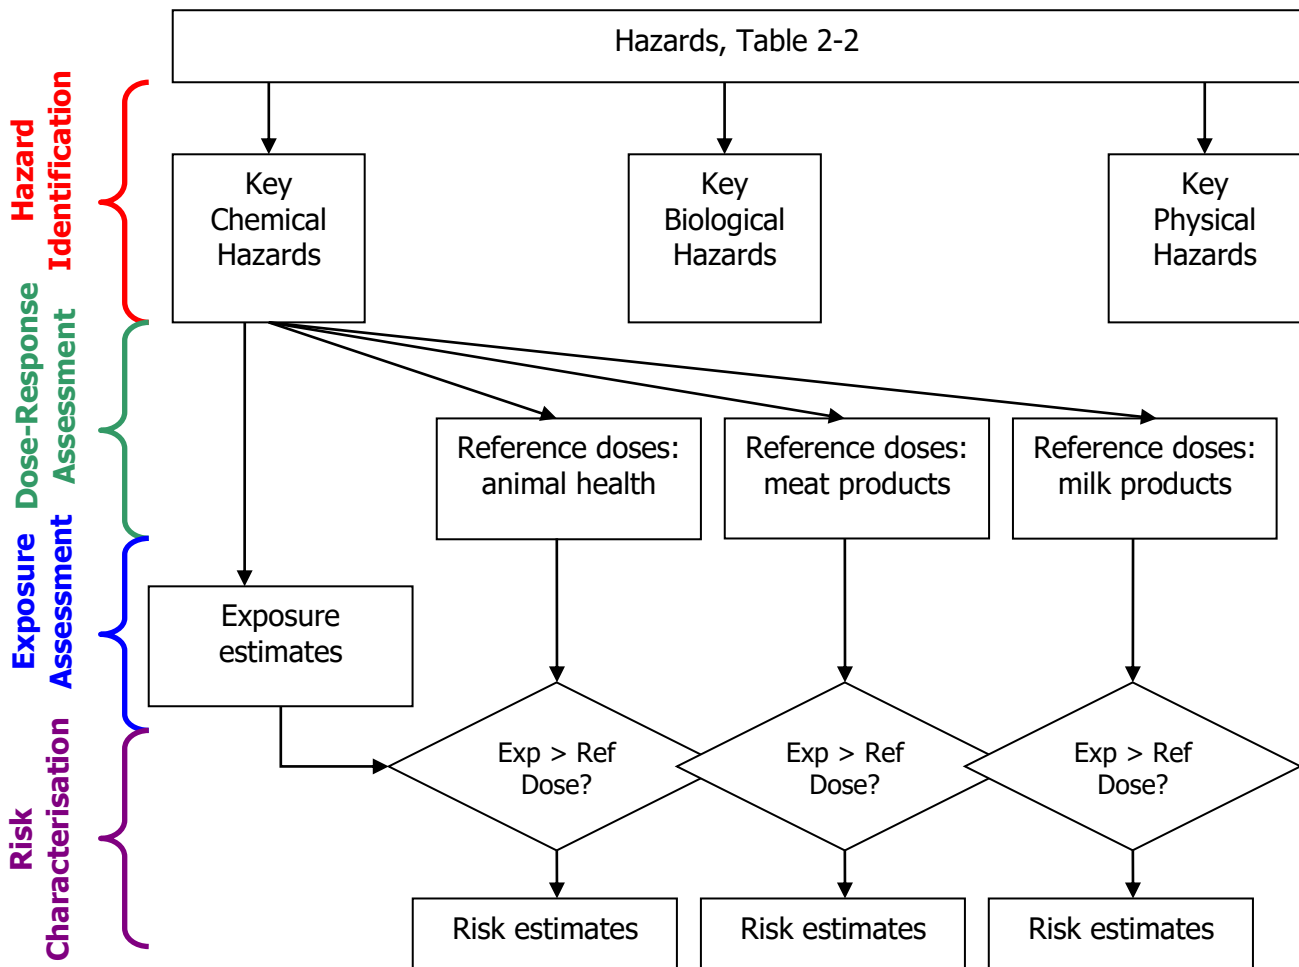 Hazards, Table 2-2
Hazard
Identification
Key
Chemical
Hazards
Key
Biological
Hazards
Key
Physical
Hazards
Dose-Response
Assessment
Reference doses:
animal health
Reference doses:
meat products
Reference doses:
milk products
Exposure
Assessment
Exposure
estimates
Risk
Characterisation
Exp > Ref
Dose?
Exp > Ref
Dose?
Exp > Ref
Dose?
Risk estimates
Risk estimates
Risk estimates